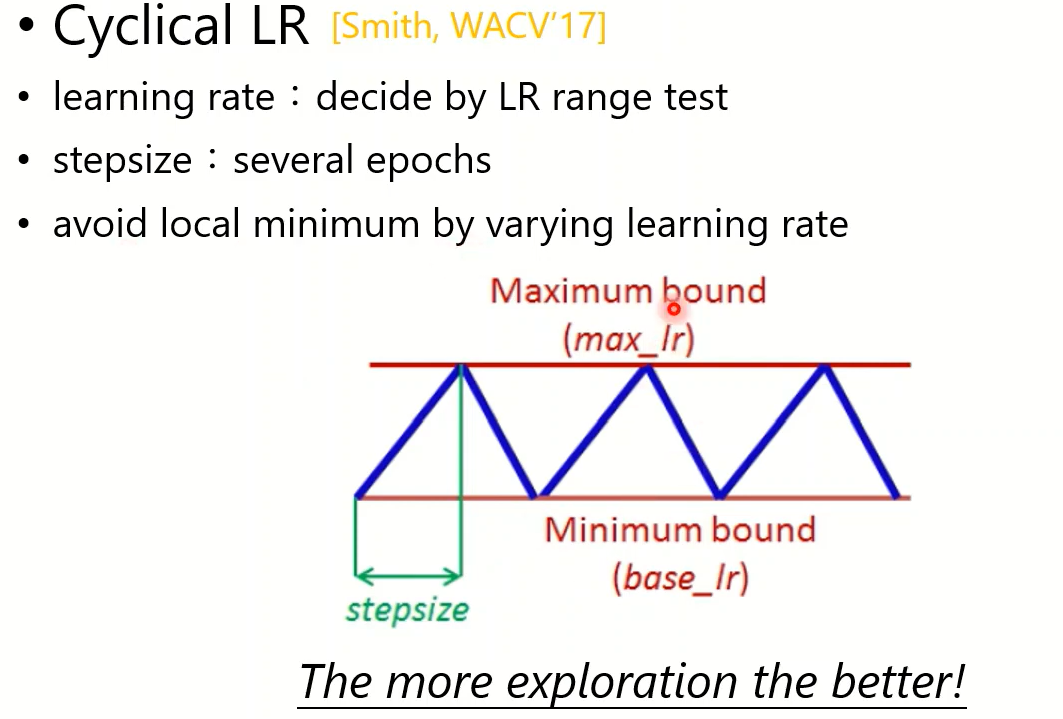 • Cyclical LR [Smith, WACV'17]
• learning rate：decide by LR range test
• stepsize：several epochs
• avoid local minimum by varying learning rate
Maximum bound
(max_lr)
Minimum bound
(base_lr)
stepsize
The more exploration the better!